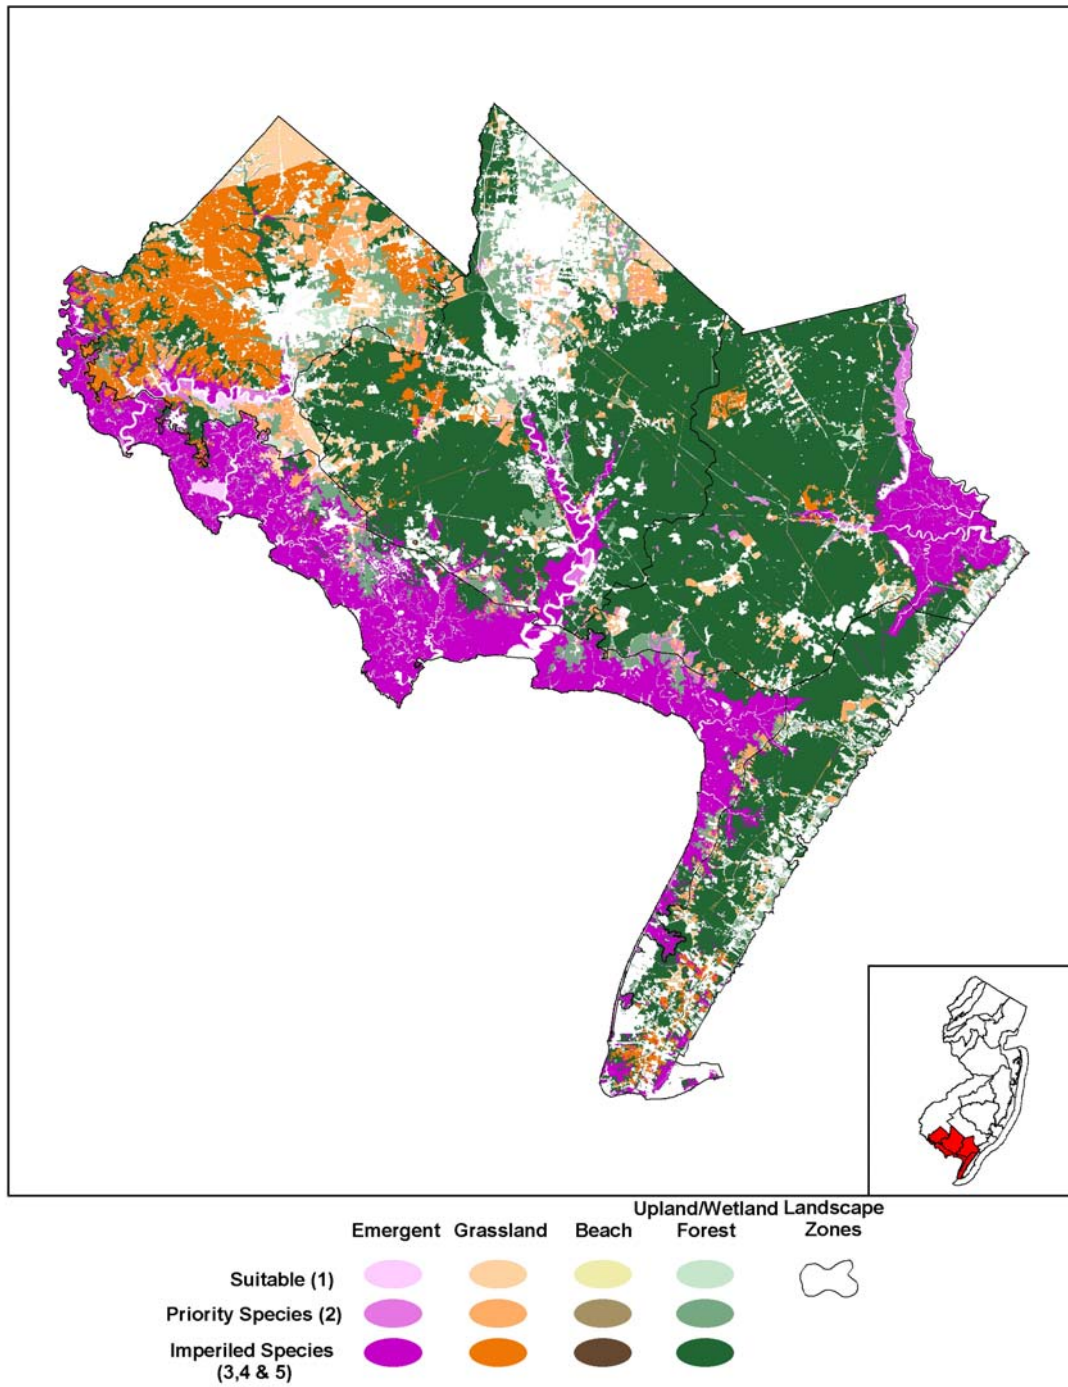 Upland/Wetland Landscape
Emergent Grassland Beach Forest Zones
Suitable (1)
Priority Species (2)
Imperiled Species
(3,4 & 5)